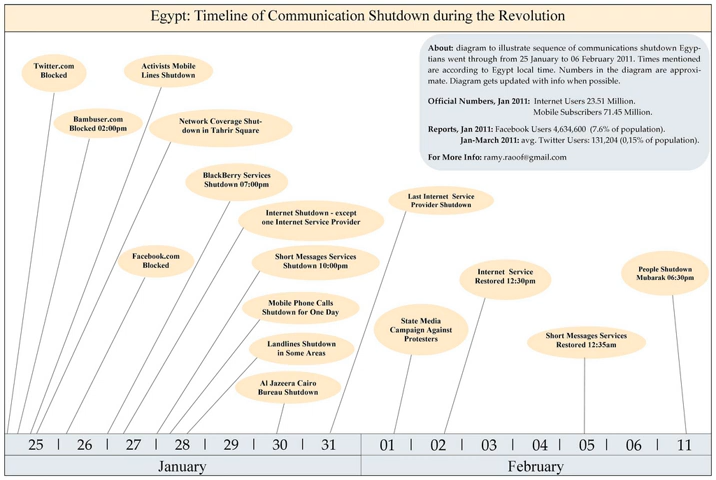 Egypt: Timeline of Communication Shutdown during the Revolution
About: diagram to illustrate sequence of communications shutdown Egyp-
tians went through from 25 January to 06 February 2011. Times mentioned
are according to Egypt local time. Numbers in the diagram are approxi-
mate. Diagram gets updated with info when possible.
Official Numbers, Jan 2011: Internet Users 23.51 Million.
Mobile Subscribers 71.45 Million.
Reports, Jan 2011: Facebook Users 4,634,600 (7.6% of population).
Jan-March 2011: avg. Twitter Users: 131,204 (0,15% of population).
For More Info: ramy.raoof@gmail.com
Twitter.com
Blocked
Activists Mobile
Lines Shutdown
Bambuser.com
Blocked 02:00pm
Network Coverage Shut-
down in Tahrir Square
BlackBerry Services
Shutdown 07:00pm
Internet Shutdown - except
one Internet Service Provider
Last Internet Service
Provider Shutdown
Facebook.com
Blocked
Short Messages Services
Shutdown 10:00pm
Mobile Phone Calls
Shutdown for One Day
Landlines Shutdown
in Some Areas
Al Jazeera Cairo
Bureau Shutdown
State Media
Campaign Against
Protesters
Internet Service
Restored 12:30pm
Short Messages Services
Restored 12:35am
People Shutdown
Mubarak 06:30pm
25 | 26 | 27 | 28 | 29 | 30 | 31 01 | 02 | 03 | 04 | 05 | 06 | 11
January February